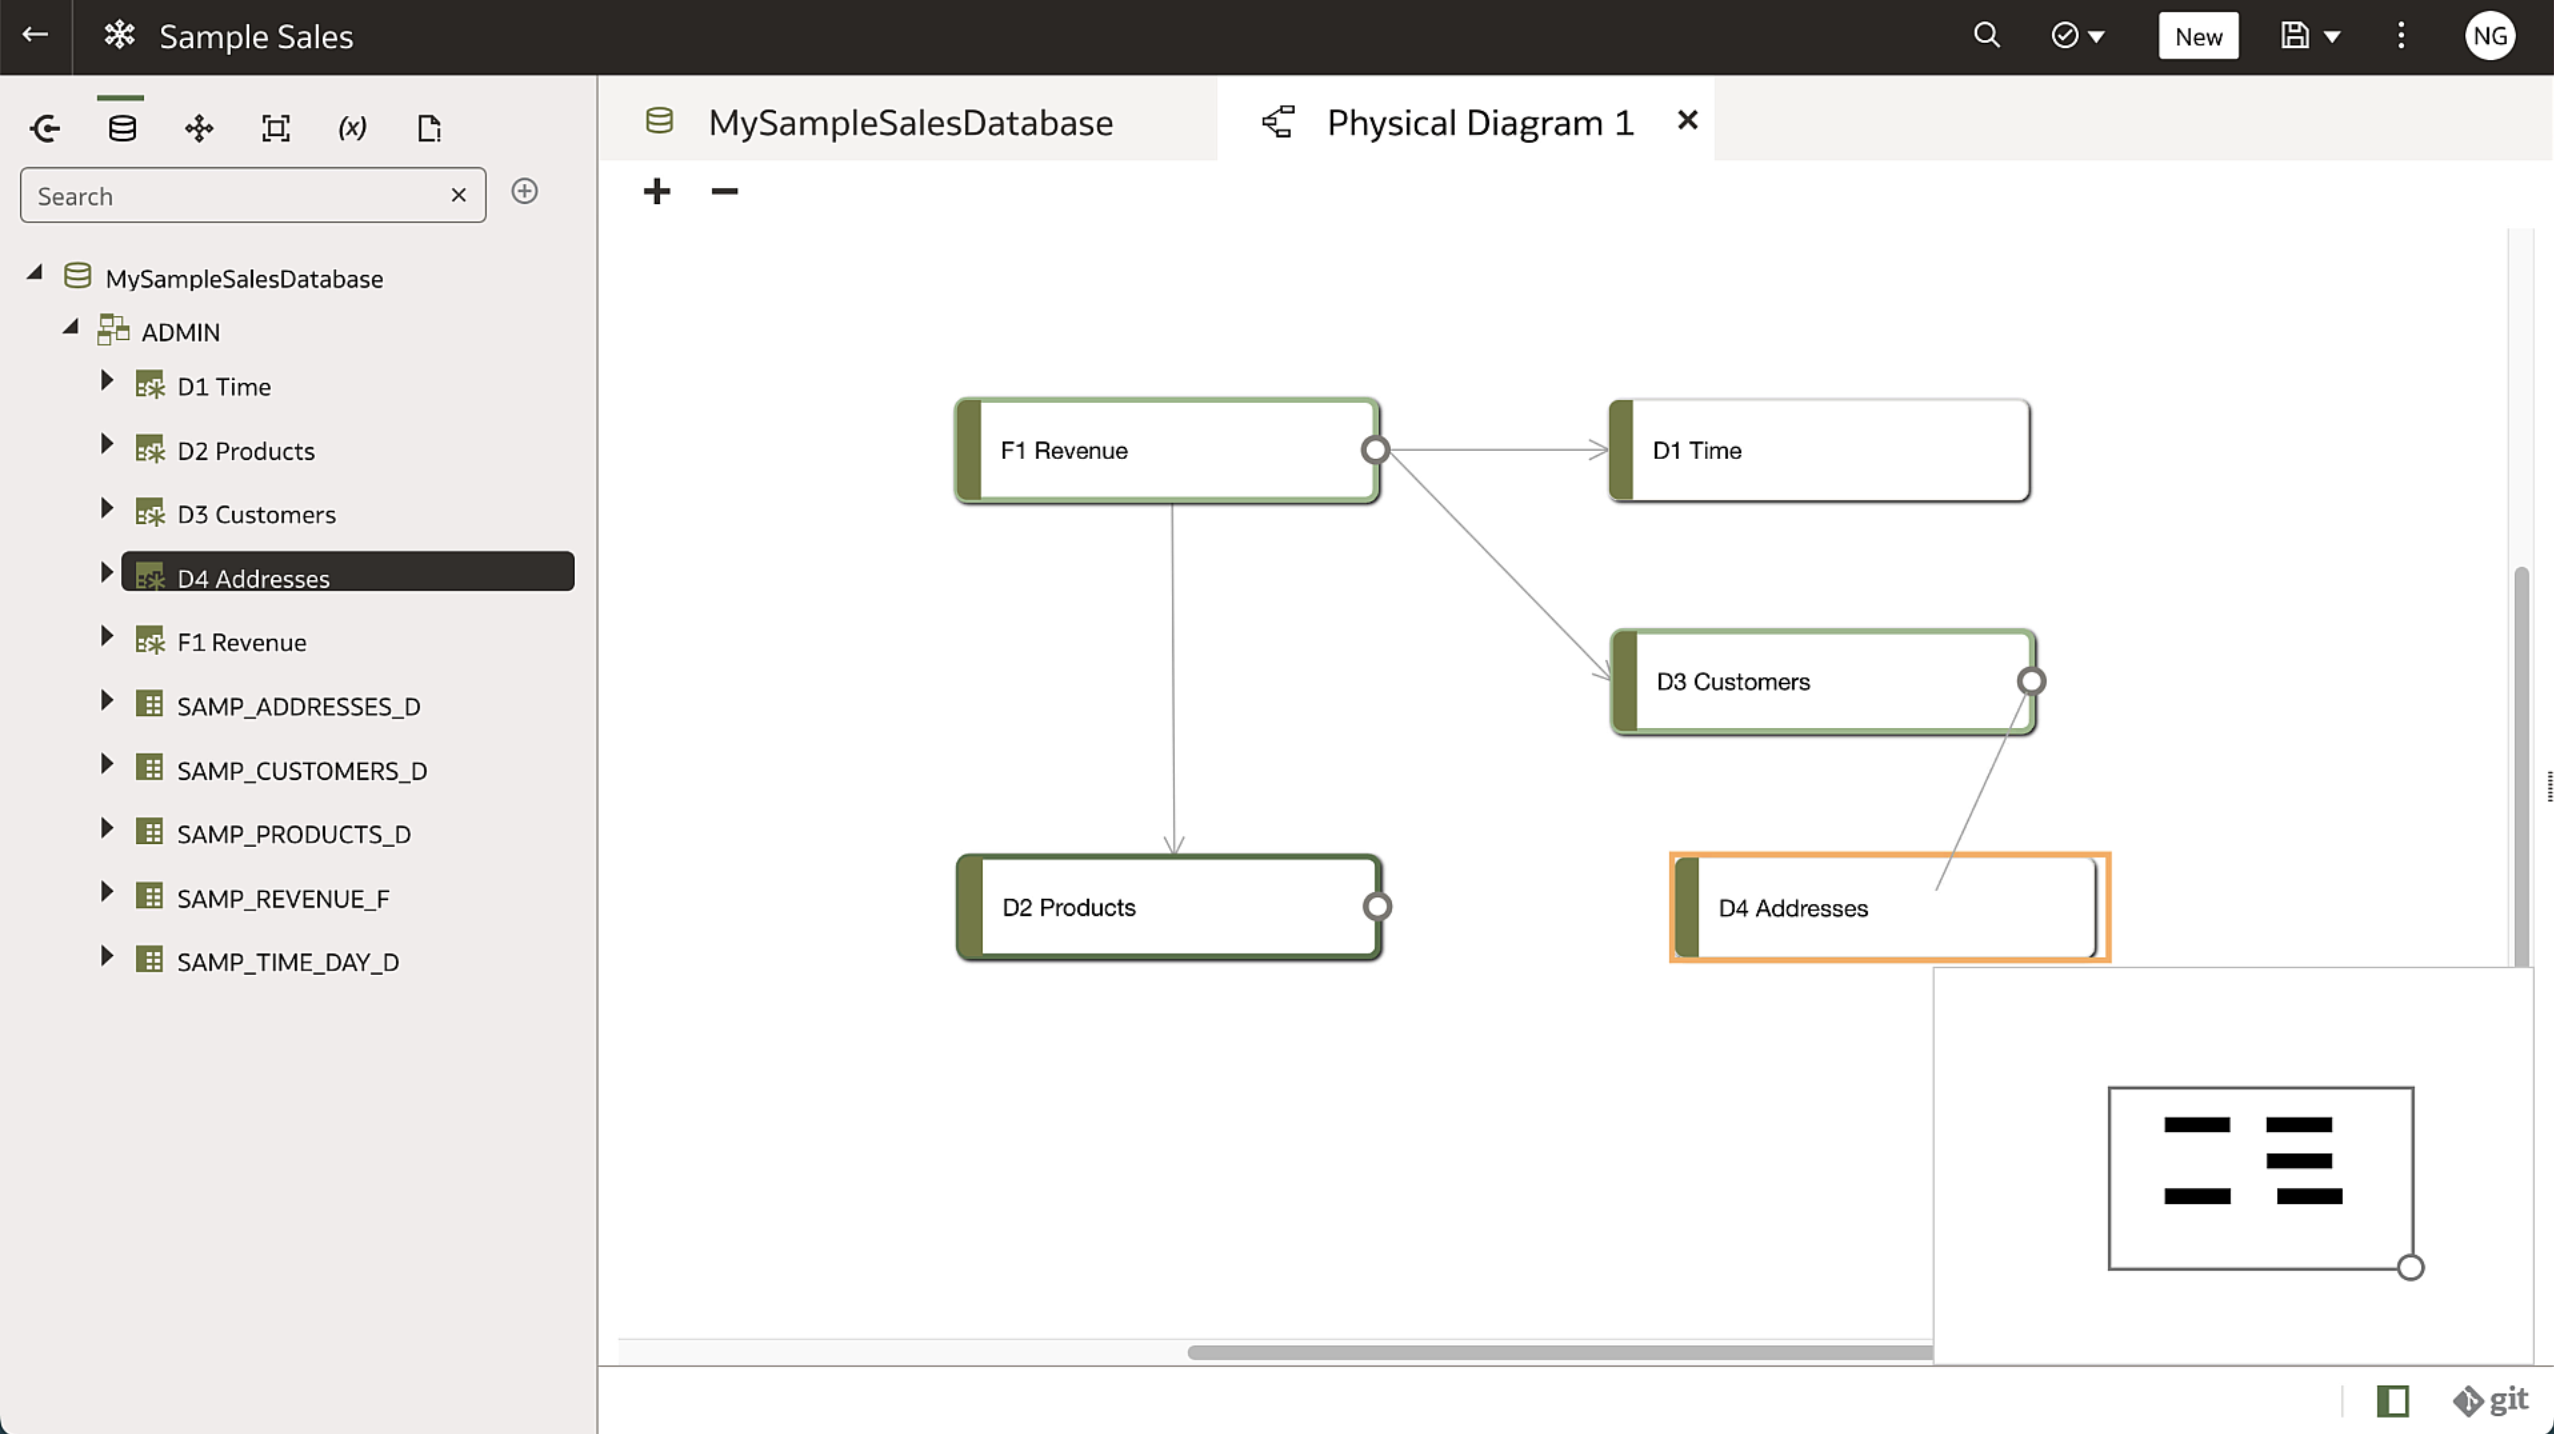 Sample Sales
New
NG
MySampleSalesDatabase
Physical Diagram 1
(x)
Search
MySampleSalesDatabase
ADMIN
D1 Time
D2 Products
D3 Customers
D4 Addresses
F1 Revenue
SAMP_ADDRESSES_D
SAMP_CUSTOMERS_D
SAMP_PRODUCTS_D
SAMP_REVENUE_F
SAMP_TIME_DAY_D
F1 Revenue
D1 Time
D3 Customers
D2 Products
D4 Addresses
git